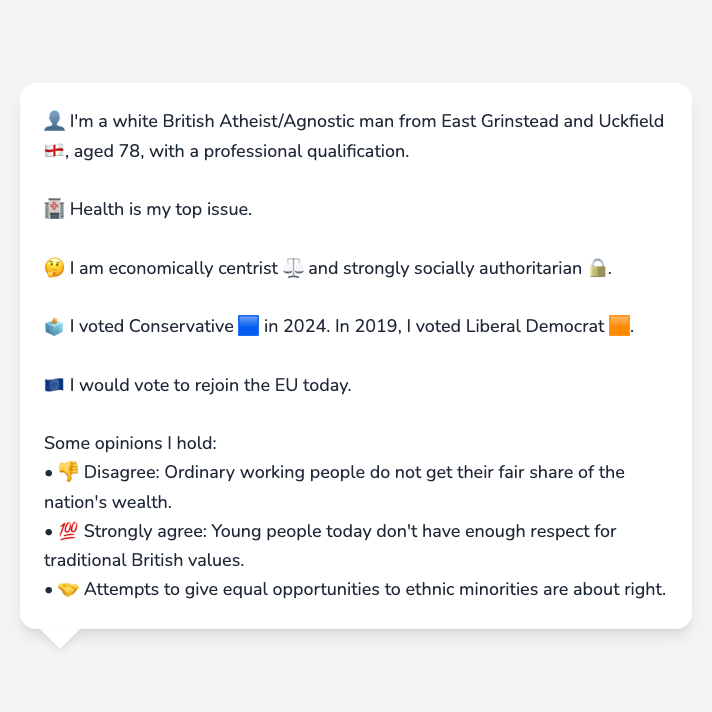 👤 I'm a white British Atheist/Agnostic man from East Grinstead and Uckfield
🏴󠁧󠁢󠁥󠁮󠁧󠁿, aged 78, with a professional qualification.
🏥 Health is my top issue.
🤔 I am economically centrist ⚖️ and strongly socially authoritarian 🔒.
🗳️ I voted Conservative 🟦 in 2024. In 2019, I voted Liberal Democrat 🟧.
🇪🇺 I would vote to rejoin the EU today.
Some opinions I hold:
• 👎 Disagree: Ordinary working people do not get their fair share of the
nation's wealth.
• 💯 Strongly agree: Young people today don't have enough respect for
traditional British values.
• 🤝 Attempts to give equal opportunities to ethnic minorities are about right.